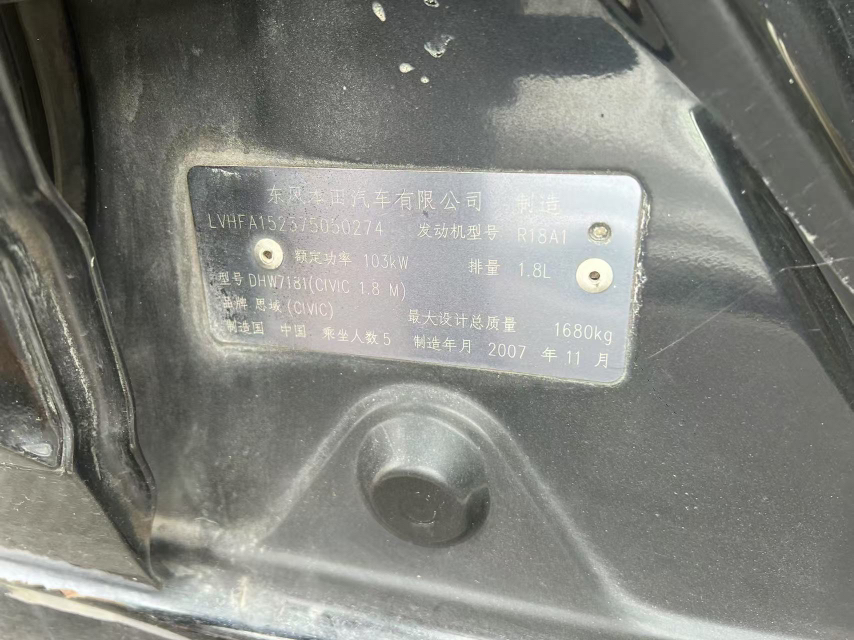 东风本田汽车有限公司 制造
LVHFA152375050274 发动机型号 R18A1
额定功率 103kW 排量 1.8L
型号 DHW7181(CIVIC 1.8 M)
品牌 思域(CIVIC) 最大设计总质量 1680kg
制造国 中国 乘坐人数5 制造年月 2007 年 11 月